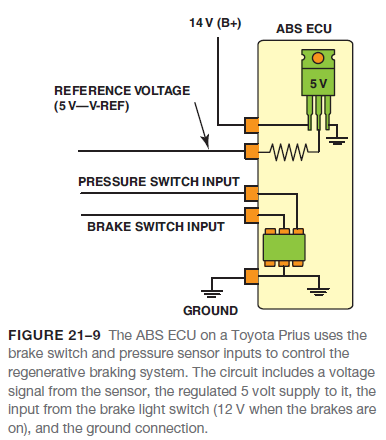 14 V (B+)
ABS ECU
5 V
REFERENCE VOLTAGE
(5 V—V-REF)
PRESSURE SWITCH INPUT
BRAKE SWITCH INPUT
GROUND
FIGURE 21–9 The ABS ECU on a Toyota Prius uses the
brake switch and pressure sensor inputs to control the
regenerative braking system. The circuit includes a voltage
signal from the sensor, the regulated 5 volt supply to it, the
input from the brake light switch (12 V when the brakes are
on), and the ground connection.